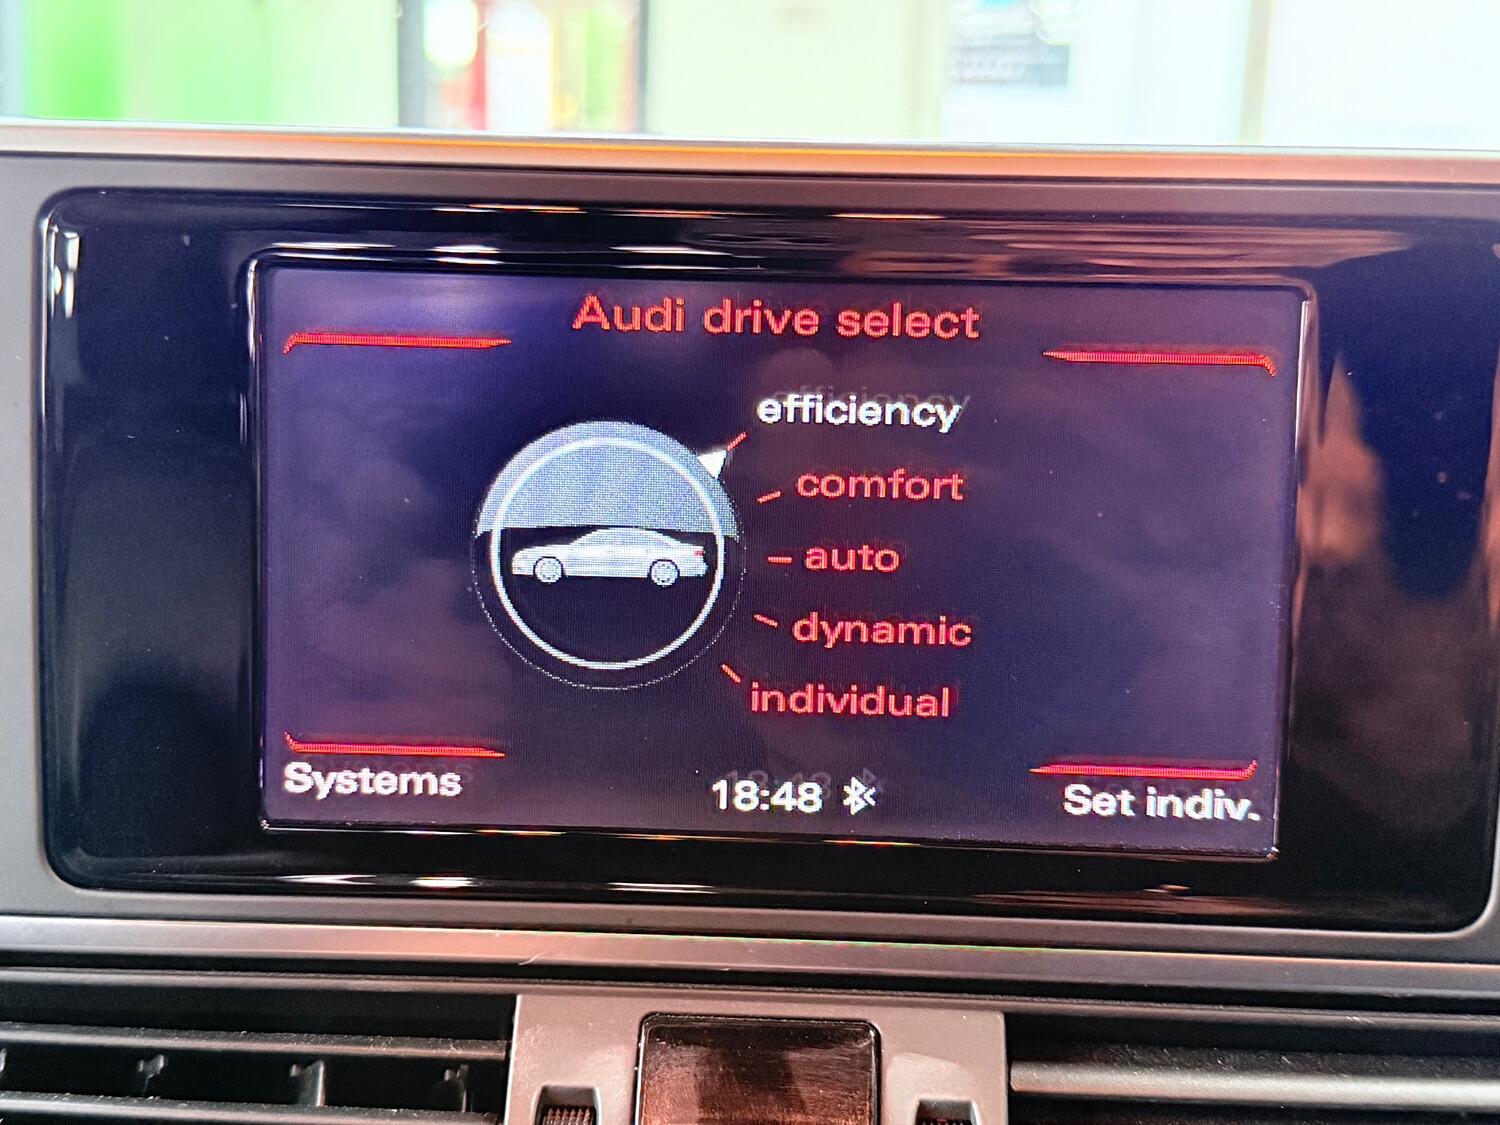 Audi drive select
efficiency
comfort
auto
dynamic
individual
Systems
18:48
Set indiv.